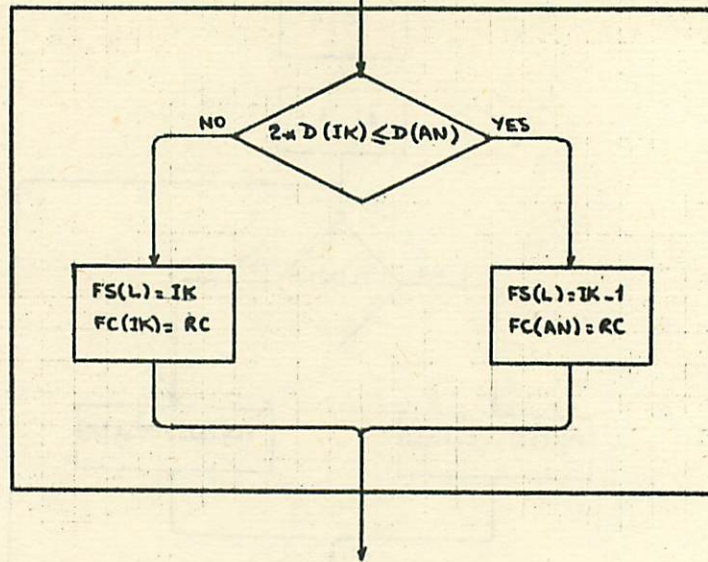 NO
2*D(IK)≤D(AN)
YES
FS(L)=IK
FC(IK)=RC
FS(L)=IK-1
FC(AN)=RC